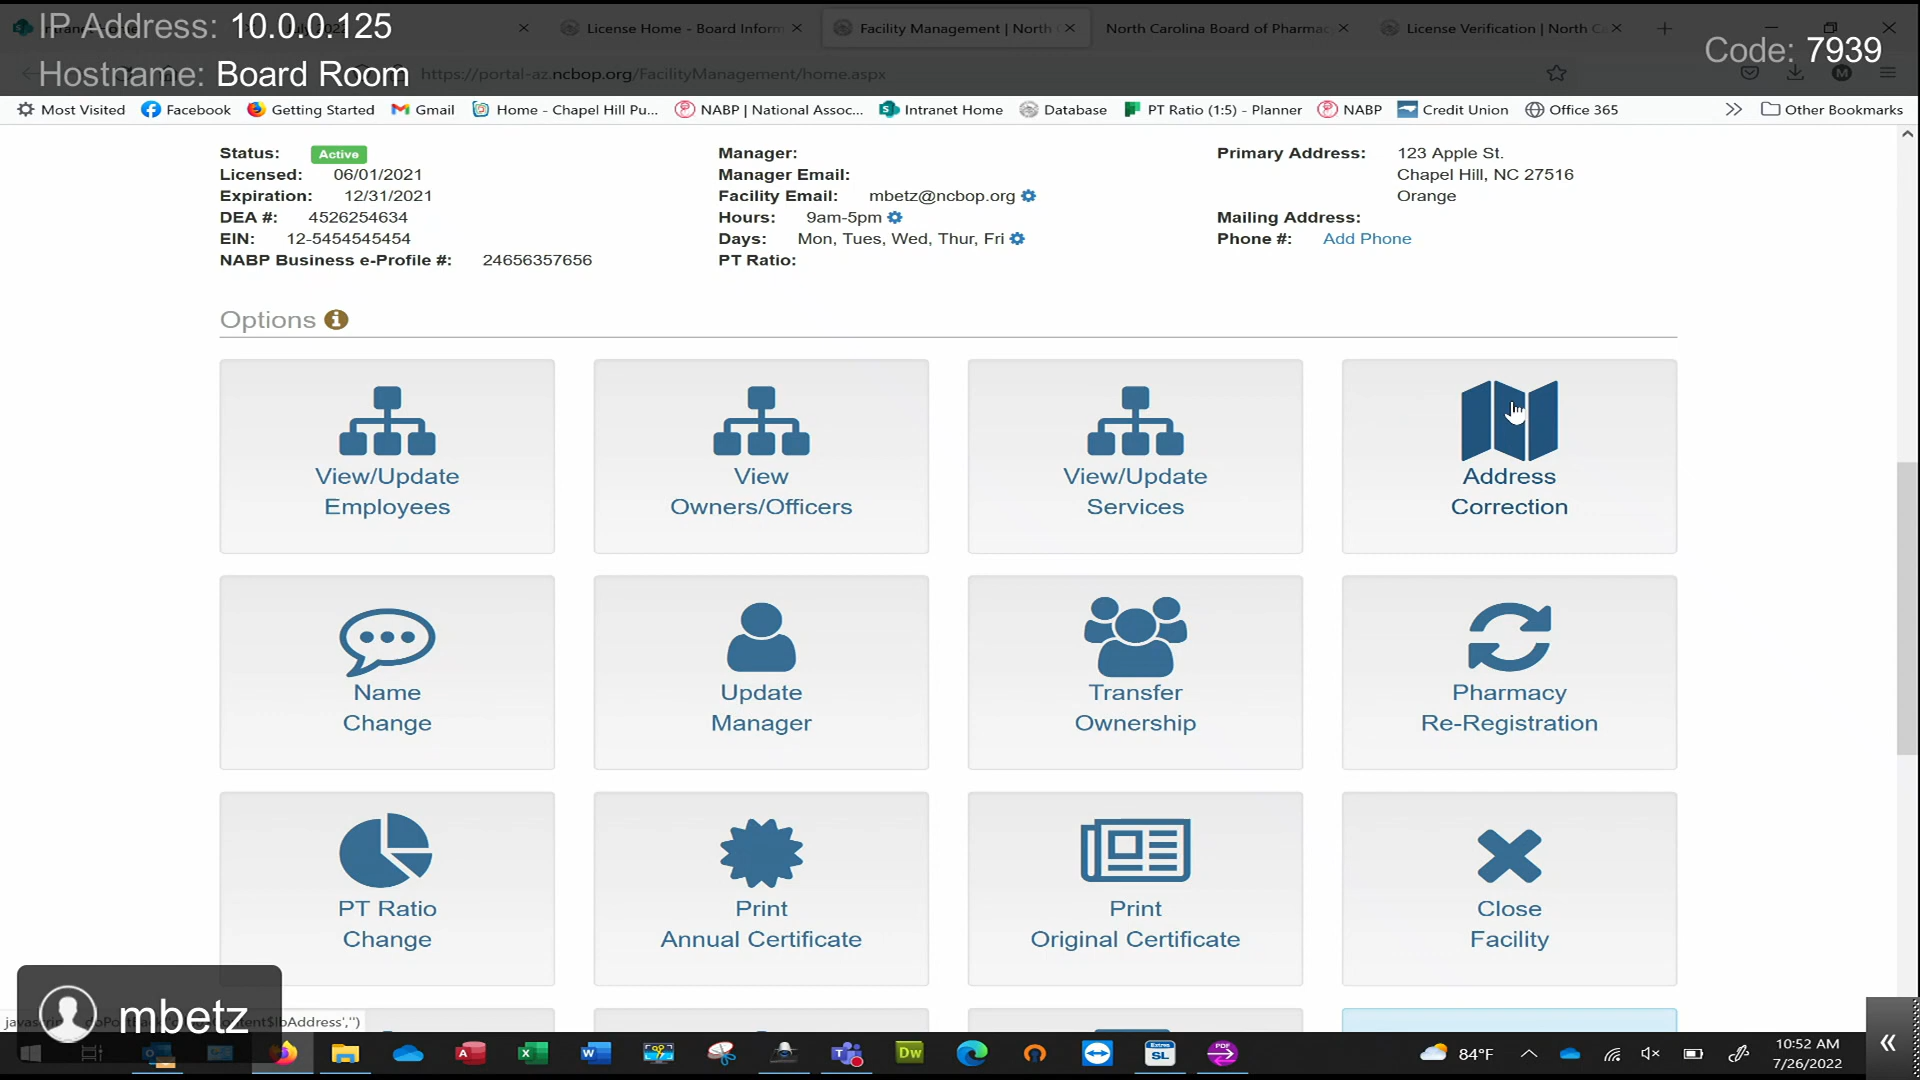 IP Address: 10.0.0.125
Hostname: Board Room
Code: 7939
License Home - Board Inform
Facility Management | North
North Carolina Board of Pharmac
License Verification | North C
https://portal-az.ncbop.org/FacilityManagement/home.aspx
M
Most Visited
Facebook
Getting Started
Gmail
Home - Chapel Hill Pu...
NABP | National Assoc...
Intranet Home
Database
PT Ratio (1:5) - Planner
NABP
Credit Union
Office 365
Other Bookmarks
Status: Active
Licensed: 06/01/2021
Expiration: 12/31/2021
DEA #: 4526254634
EIN: 12-5454545454
NABP Business e-Profile #: 24656357656
Manager:
Manager Email:
Facility Email: mbetz@ncbop.org
Hours: 9am-5pm
Days: Mon, Tues, Wed, Thur, Fri
PT Ratio:
Primary Address: 123 Apple St.
Chapel Hill, NC 27516
Orange
Mailing Address:
Phone #: Add Phone
Options
View/Update
Employees
View
Owners/Officers
View/Update
Services
Address
Correction
Name
Change
Update
Manager
Transfer
Ownership
Pharmacy
Re-Registration
PT Ratio
Change
Print
Annual Certificate
Print
Original Certificate
Close
Facility
mbetz
84°F
10:52 AM
7/26/2022